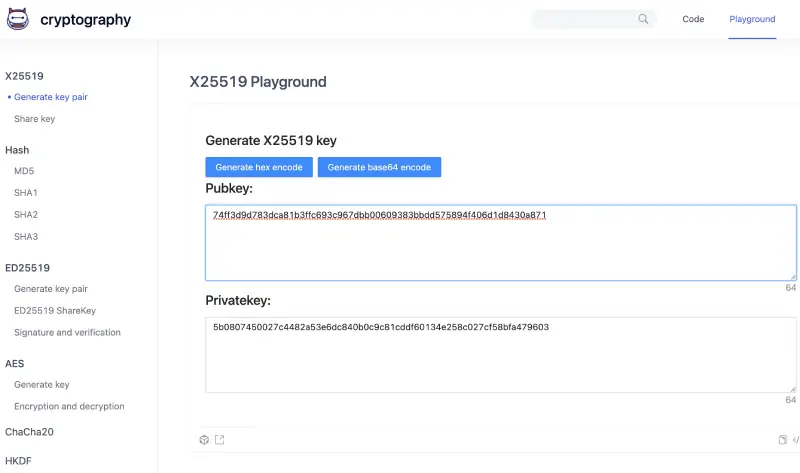 cryptography
Code
Playground
X25519
Generate key pair
Share key
Hash
MD5
SHA1
SHA2
SHA3
ED25519
Generate key pair
ED25519 ShareKey
Signature and verification
AES
Generate key
Encryption and decryption
ChaCha20
HKDF
X25519 Playground
Generate X25519 key
Generate hex encode
Generate base64 encode
Pubkey:
74ff3d9d783dca81b3ffc693c967dbb00609383bbdd575894f406d1d8430a871
64
Privatekey:
5b0807450027c4482a53e6dc840b0c9c81cddf60134e258c027cf58bfa479603
64